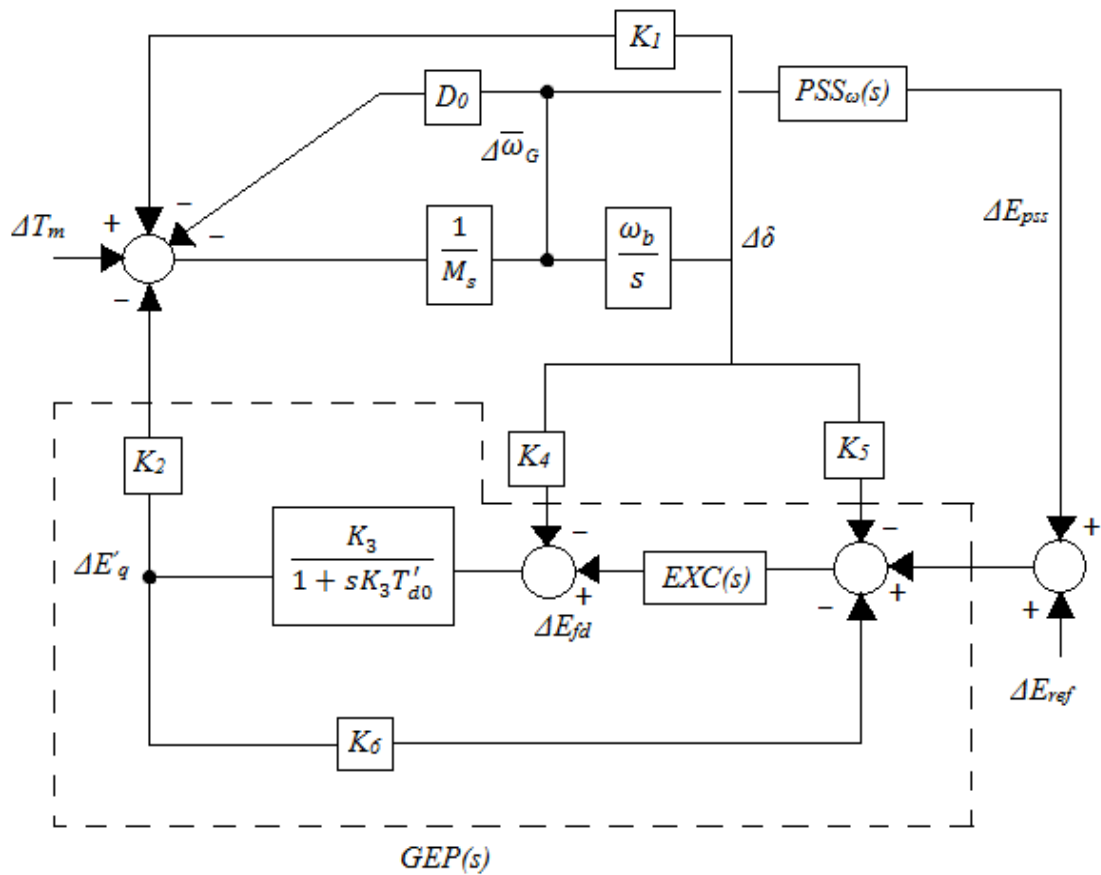 K1
D0
PSSω(s)
Δω̅G
ΔTm
+
−
−
−
1
Ms
ωb
s
Δδ
ΔEpss
K2
K4
K5
ΔE′q
K3
1 + sK3T′d0
−
+
EXC(s)
−
+
−
+
+
ΔEfd
ΔEref
K6
GEP(s)